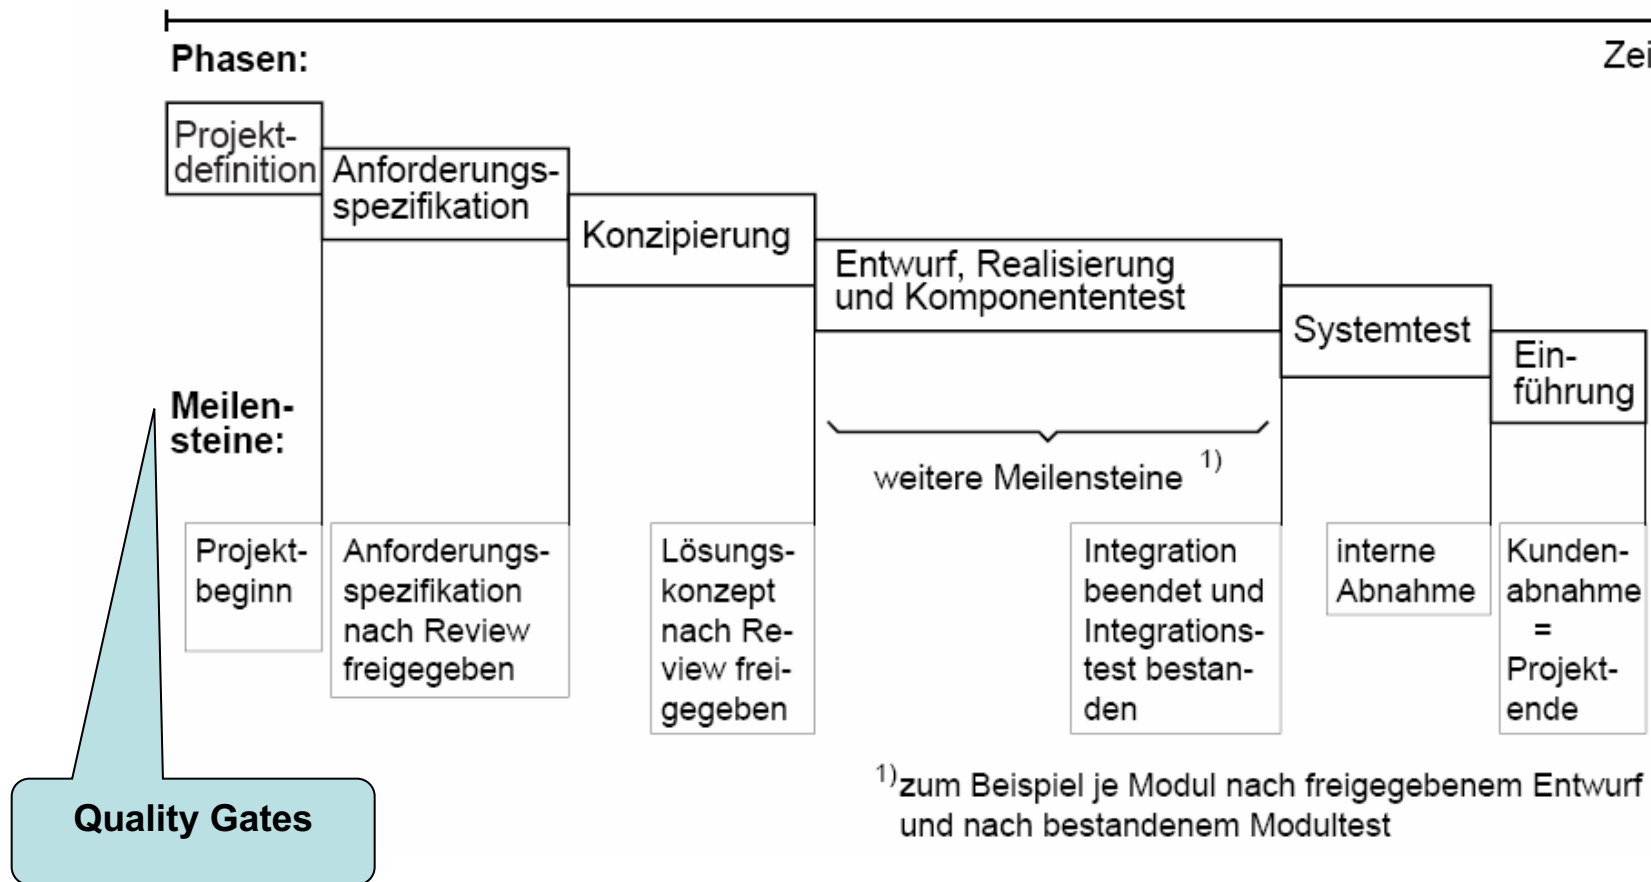 Phasen:
Zei
Projekt-
definition
Anforderungs-
spezifikation
Konzipierung
Entwurf, Realisierung
und Komponententest
Systemtest
Ein-
führung
Meilen-
steine:
weitere Meilensteine 1)
Projekt-
beginn
Anforderungs-
spezifikation
nach Review
freigegeben
Lösungs-
konzept
nach Re-
view frei-
gegeben
Integration
beendet und
Integrations-
test bestan-
den
interne
Abnahme
Kunden-
abnahme
=
Projekt-
ende
1) zum Beispiel je Modul nach freigegebenem Entwurf
und nach bestandenem Modultest
Quality Gates